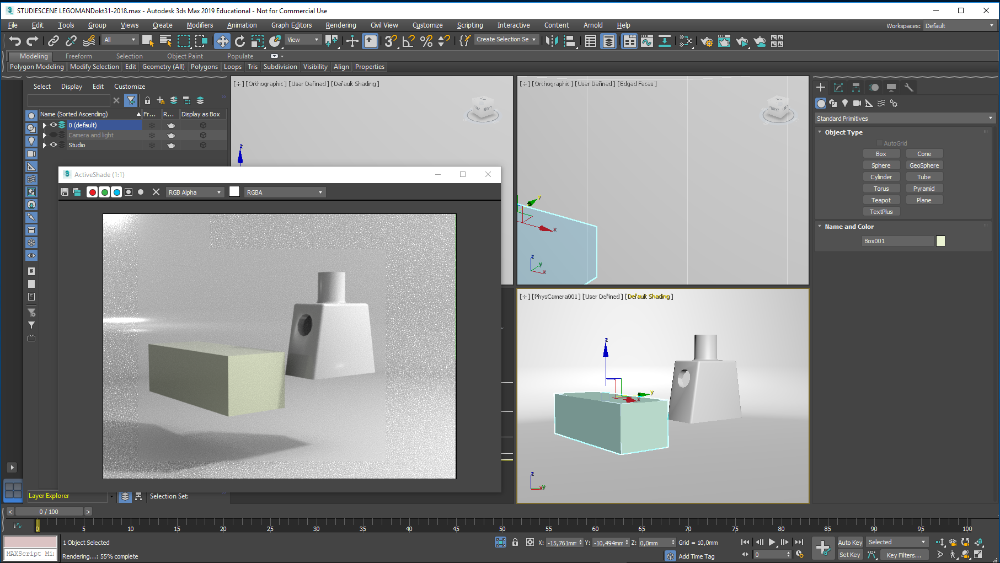 STUDIESCENE LEGOMANDokt31-2018.max - Autodesk 3ds Max 2019 Educational - Not for Commercial Use
File Edit Tools Group Views Create Modifiers Animation Graph Editors Rendering Civil View Customize Scripting Interactive Content Arnold Help
Workspaces: Default
All View Create Selection Se
Modeling Freeform Selection Object Paint Populate
Polygon Modeling Modify Selection Edit Geometry (All) Polygons Loops Tris Subdivision Visibility Align Properties
Select Display Edit Customize
[+] [Orthographic] [User Defined] [Default Shading]
[+] [Orthographic] [User Defined] [Edged Faces]
Name (Sorted Ascending) Fr... R... Display as Box
0 (default)
Camera and light
Studio
Standard Primitives
Object Type
AutoGrid
Box Cone
Sphere GeoSphere
Cylinder Tube
Torus Pyramid
Teapot Plane
TextPlus
Name and Color
Box001
ActiveShade (1:1)
RGB Alpha RGBA
FRONT RIGHT
FRONT
z
y
x
z
y
x
[+] [PhysCamera001] [User Defined] [Default Shading]
z
y
x
z
xy
Layer Explorer Selection Set:
< 0 / 100 >
0 5 10 15 20 25 30 35 40 45 50 55 60 65 70 75 80 85 90 95 100
1 Object Selected
X: -15,761mm Y: -10,494mm Z: 0,0mm Grid = 10,0mm
Auto Key Selected
MAXScript Mi
Rendering...: 55% complete
Add Time Tag
0
Set Key Key Filters...